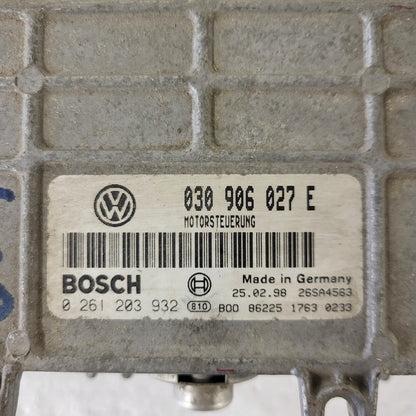 030 906 027 E
MOTORSTEUERUNG
BOSCH
Made in Germany
25.02.98 26SA4563
0 261 203 932 810 B00 86225 1763 0233